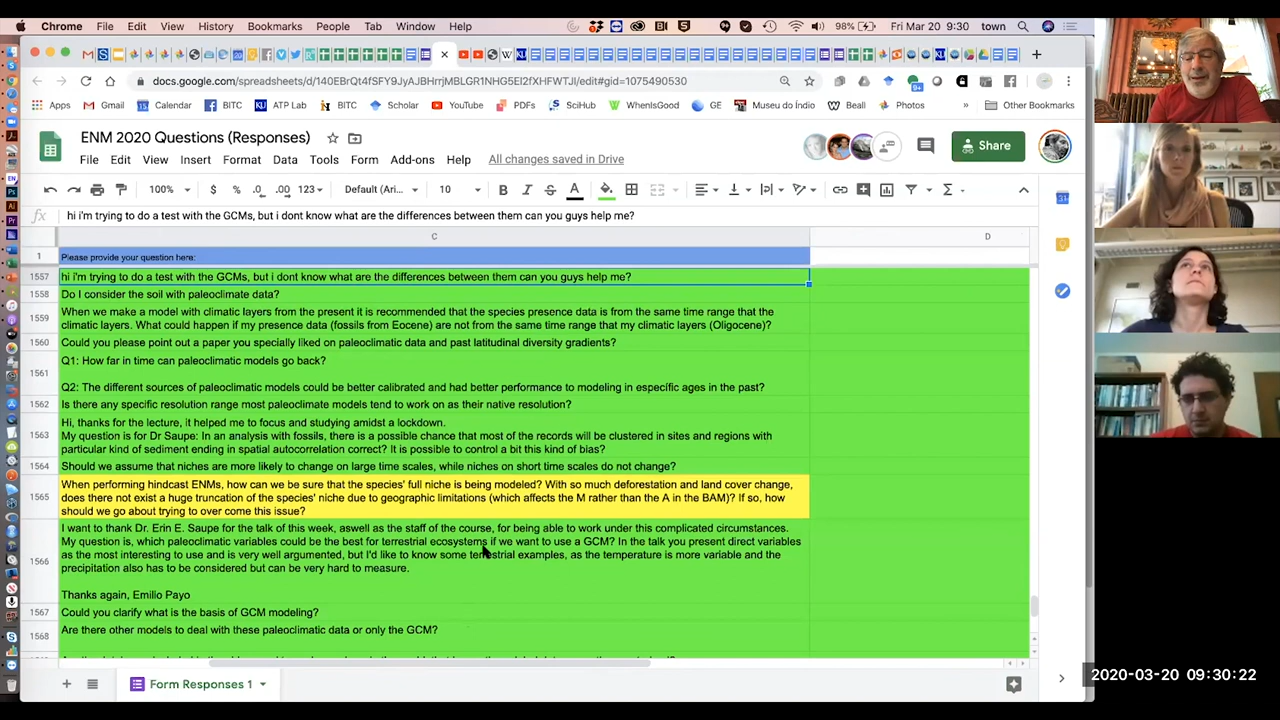 Chrome File Edit View History Bookmarks People Tab Window Help 98% Fri Mar 20 9:30 town
docs.google.com/spreadsheets/d/140EBrQt4fSFY9JyAJBHrrjMBLGR1NHG5EI2fXHFWTJI/edit#gid=1075490530
Apps Gmail Calendar BITC ATP Lab BITC Scholar YouTube PDFs SciHub WhenIsGood GE Museu do Índio Beali Photos » Other Bookmarks
ENM 2020 Questions (Responses)
File Edit View Insert Format Data Tools Form Add-ons Help All changes saved in Drive
Share
100% $ % .0 .00 123 Default (Ari... 10 B I S A
fx hi i'm trying to do a test with the GCMs, but i dont know what are the differences between them can you guys help me?
C D
1 Please provide your question here:
1557 hi i'm trying to do a test with the GCMs, but i dont know what are the differences between them can you guys help me?
1558 Do I consider the soil with paleoclimate data?
1559 When we make a model with climatic layers from the present it is recommended that the species presence data is from the same time range that the
climatic layers. What could happen if my presence data (fossils from Eocene) are not from the same time range that my climatic layers (Oligocene)?
1560 Could you please point out a paper you specially liked on paleoclimatic data and past latitudinal diversity gradients?
1561 Q1: How far in time can paleoclimatic models go back?
Q2: The different sources of paleoclimatic models could be better calibrated and had better performance to modeling in específic ages in the past?
1562 Is there any specific resolution range most paleoclimate models tend to work on as their native resolution?
1563 Hi, thanks for the lecture, it helped me to focus and studying amidst a lockdown.
My question is for Dr Saupe: In an analysis with fossils, there is a possible chance that most of the records will be clustered in sites and regions with
particular kind of sediment ending in spatial autocorrelation correct? It is possible to control a bit this kind of bias?
1564 Should we assume that niches are more likely to change on large time scales, while niches on short time scales do not change?
1565 When performing hindcast ENMs, how can we be sure that the species' full niche is being modeled? With so much deforestation and land cover change,
does there not exist a huge truncation of the species' niche due to geographic limitations (which affects the M rather than the A in the BAM)? If so, how
should we go about trying to over come this issue?
1566 I want to thank Dr. Erin E. Saupe for the talk of this week, aswell as the staff of the course, for being able to work under this complicated circumstances.
My question is, which paleoclimatic variables could be the best for terrestrial ecosystems if we want to use a GCM? In the talk you present direct variables
as the most interesting to use and is very well argumented, but I'd like to know some terrestrial examples, as the temperature is more variable and the
precipitation also has to be considered but can be very hard to measure.
Thanks again, Emilio Payo
1567 Could you clarify what is the basis of GCM modeling?
1568 Are there other models to deal with these paleoclimatic data or only the GCM?
Form Responses 1
2020-03-20 09:30:22